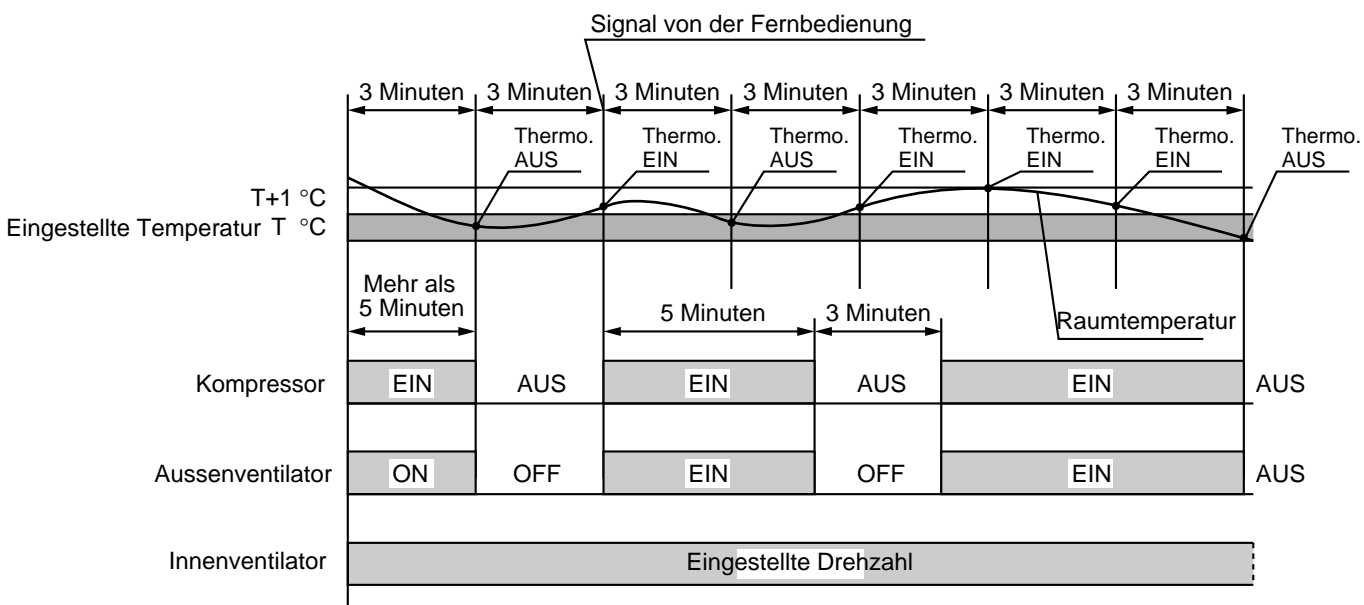 Signal von der Fernbedienung
3 Minuten 3 Minuten 3 Minuten 3 Minuten 3 Minuten 3 Minuten 3 Minuten
Thermo. AUS
Thermo. EIN
Thermo. AUS
Thermo. EIN
Thermo. EIN
Thermo. EIN
Thermo. AUS
T+1 °C
Eingestellte Temperatur T °C
Mehr als
5 Minuten
5 Minuten 3 Minuten
Raumtemperatur
Kompressor EIN AUS EIN AUS EIN AUS
Aussenventilator ON OFF EIN OFF EIN AUS
Innenventilator Eingestellte Drehzahl